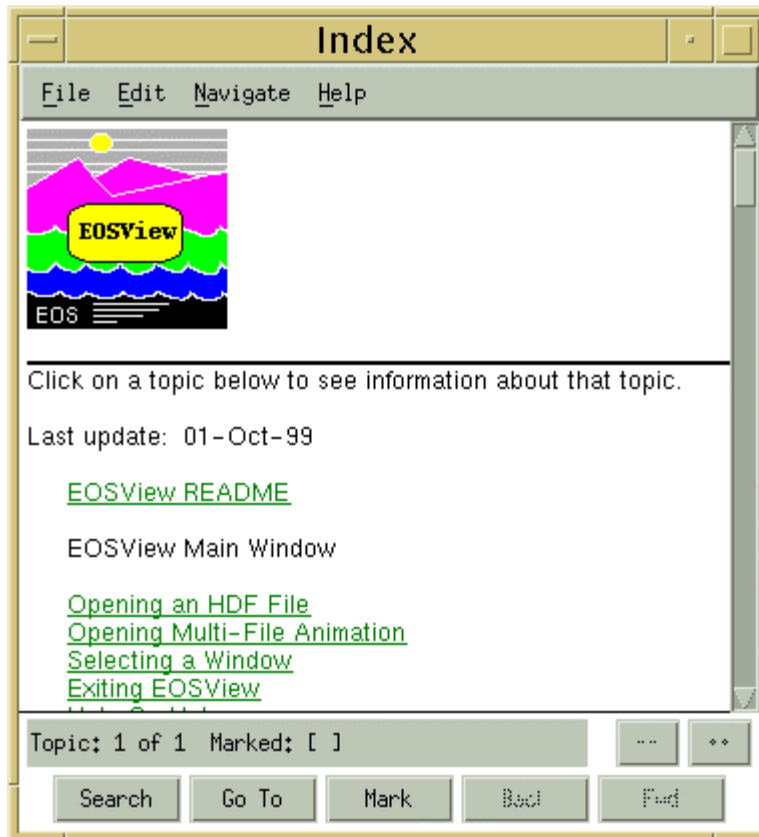 Index
File Edit Navigate Help
EOSView
EOS
Click on a topic below to see information about that topic.
Last update: 01-Oct-99
EOSView README
EOSView Main Window
Opening an HDF File
Opening Multi-File Animation
Selecting a Window
Exiting EOSView
Topic: 1 of 1 Marked: [ ]
Search Go To Mark Back Fwd